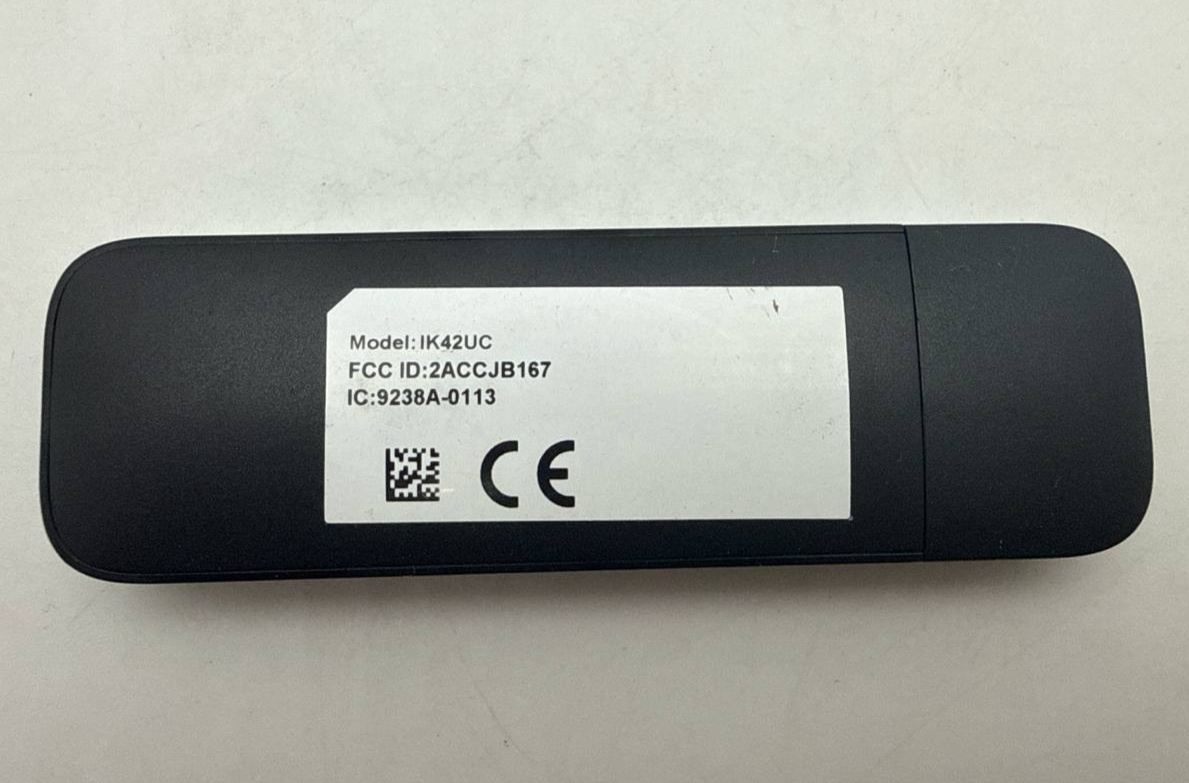 Model: IK42UC
FCC ID:2ACCJB167
IC:9238A-0113
CE